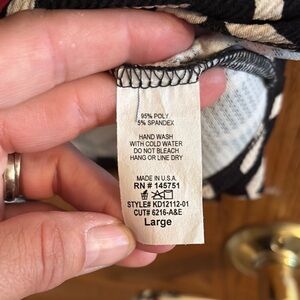 95% POLY
5% SPANDEX
HAND WASH
WITH COLD WATER
DO NOT BLEACH
HANG OR LINE DRY
MADE IN U.S.A.
RN # 145751
STYLE# KD12112-01
CUT# 6216-A&E
Large